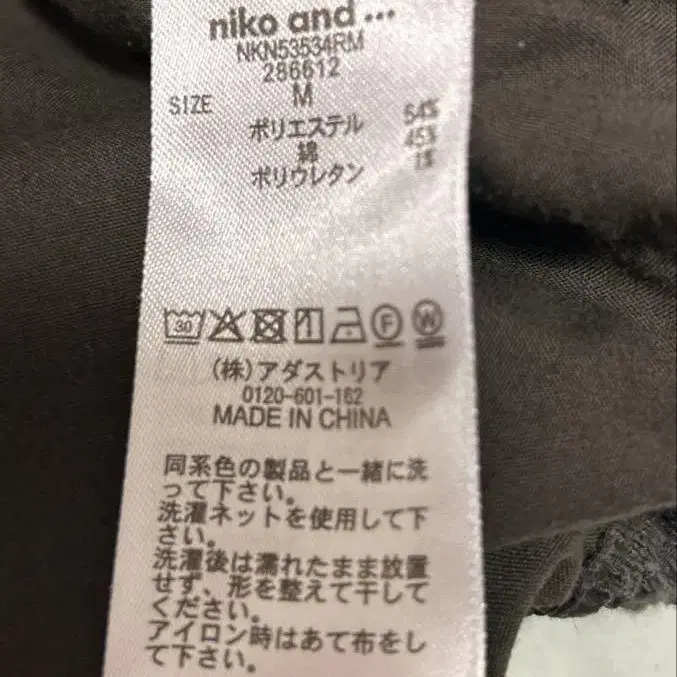 niko and ...
NKN53534RM
286612
SIZE M
ポリエステル 54%
綿 45%
ポリウレタン 1%
30 F W
(株)アダストリア
0120-601-162
MADE IN CHINA
同系色の製品と一緒に洗
って下さい。
洗濯ネットを使用して下
さい。
洗濯後は濡れたまま放置
せず、形を整えて干して
ください。
アイロン時はあて布をし
て下さい。